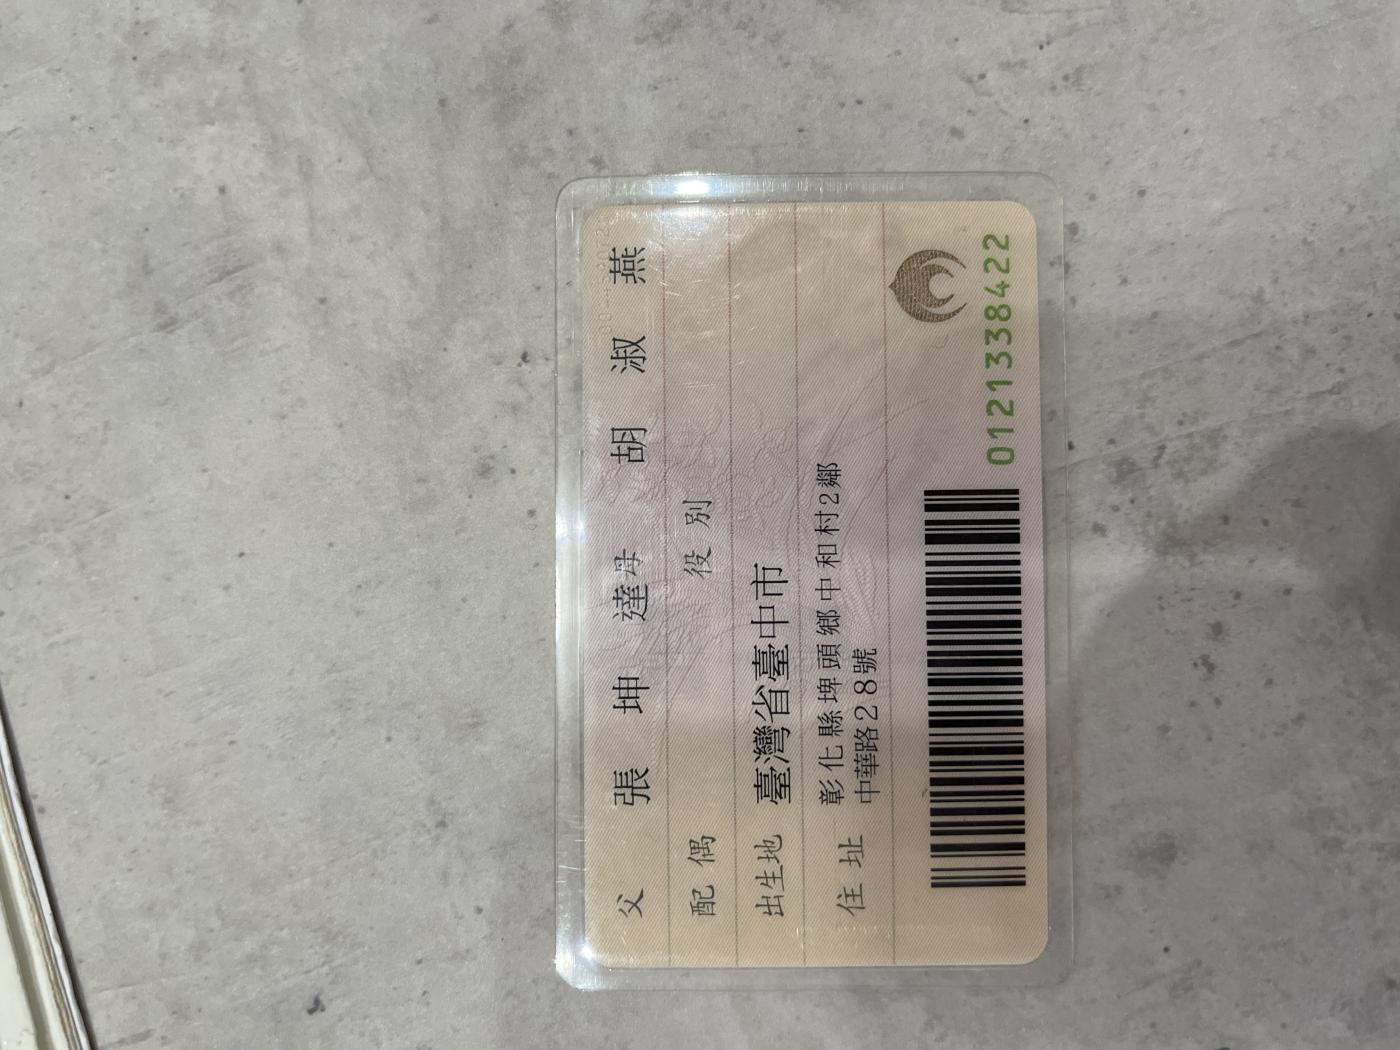 父 張坤達 母 胡淑燕
配偶 役別
出生地 臺灣省臺中市
住址 彰化縣埤頭鄉中和村2鄰
中華路28號
0121338422